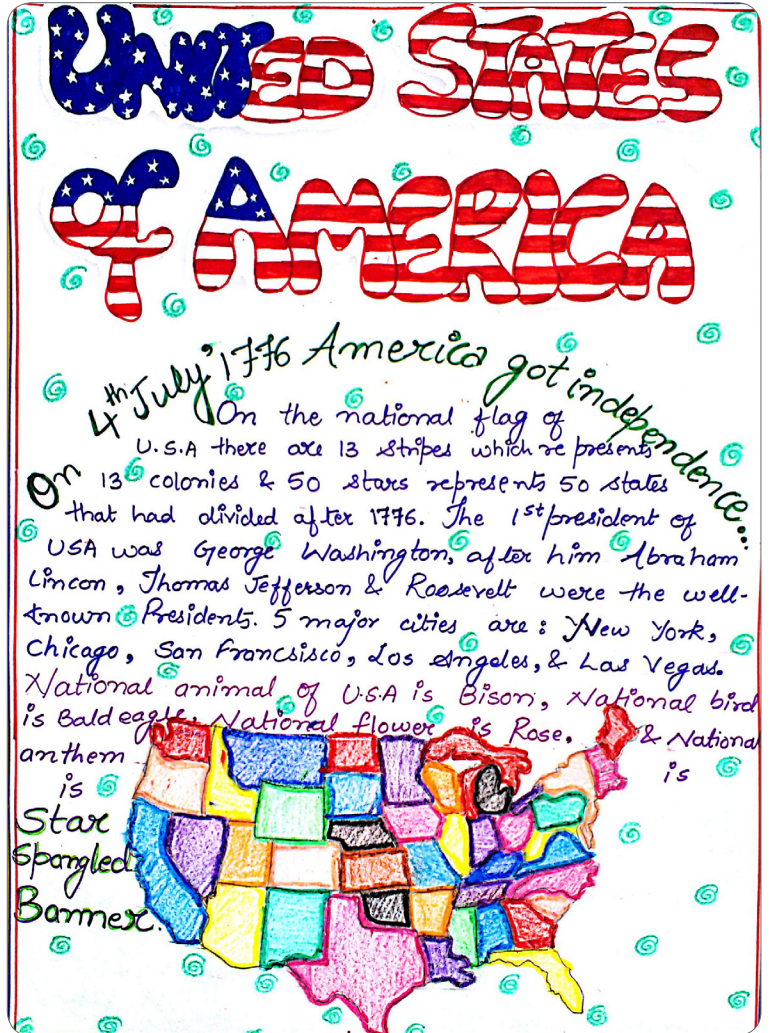 UNITED STATES
Of AMERICA
On 4th July' 1776 America got independence...
On the national flag of
U.S.A there are 13 stripes which re presents
13 colonies & 50 stars represents 50 states
that had divided after 1776. The 1st president of
USA was George Washington, after him Abraham
Lincon, Thomas Jefferson & Roosevelt were the well-
known Presidents. 5 major cities are: New York,
Chicago, San Francsisco, Los Angeles, & Las Vegas.
National animal of U.S.A is Bison, National bird
is Bald eagle. National flower is Rose. & National
anthem is
is
Star
Spangled
Banner.